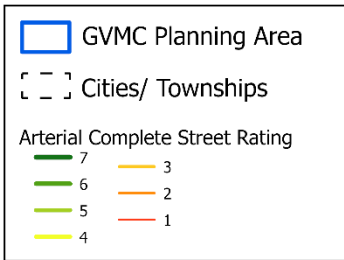 GVMC Planning Area
Cities/ Townships
Arterial Complete Street Rating
7
6
5
4
3
2
1